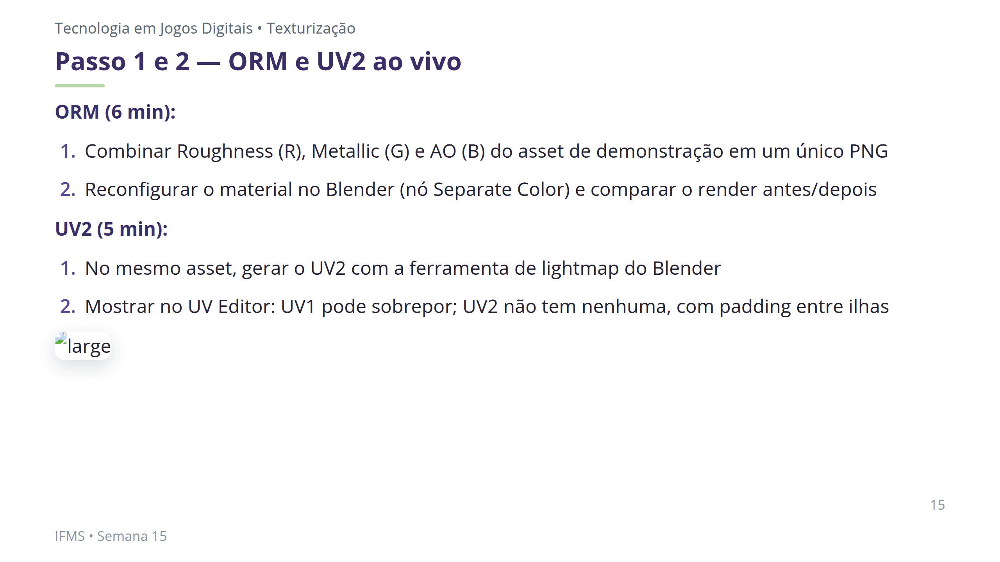 Tecnologia em Jogos Digitais • Texturização
Passo 1 e 2 — ORM e UV2 ao vivo
ORM (6 min):
1. Combinar Roughness (R), Metallic (G) e AO (B) do asset de demonstração em um único PNG
2. Reconfigurar o material no Blender (nó Separate Color) e comparar o render antes/depois
UV2 (5 min):
1. No mesmo asset, gerar o UV2 com a ferramenta de lightmap do Blender
2. Mostrar no UV Editor: UV1 pode sobrepor; UV2 não tem nenhuma, com padding entre ilhas
large
15
IFMS • Semana 15